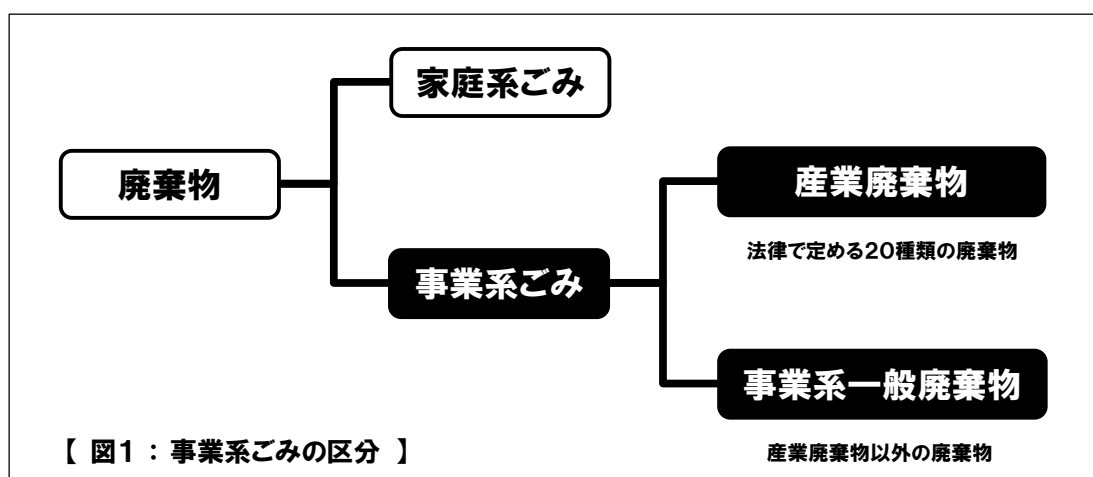 家庭系ごみ
廃棄物
産業廃棄物
法律で定める20種類の廃棄物
事業系ごみ
事業系一般廃棄物
産業廃棄物以外の廃棄物
【 図1 : 事業系ごみの区分 】